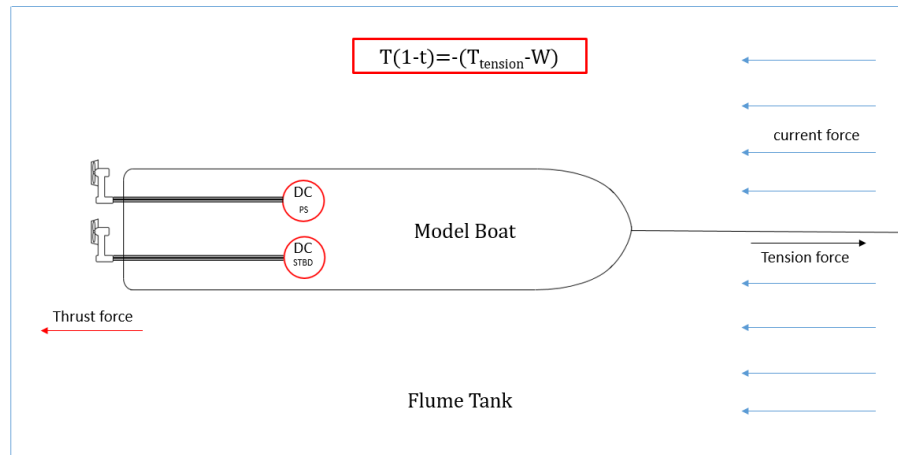 T(1-t)=-(Ttension-W)
current force
DC
PS
Model Boat
DC
STBD
Tension force
Thrust force
Flume Tank